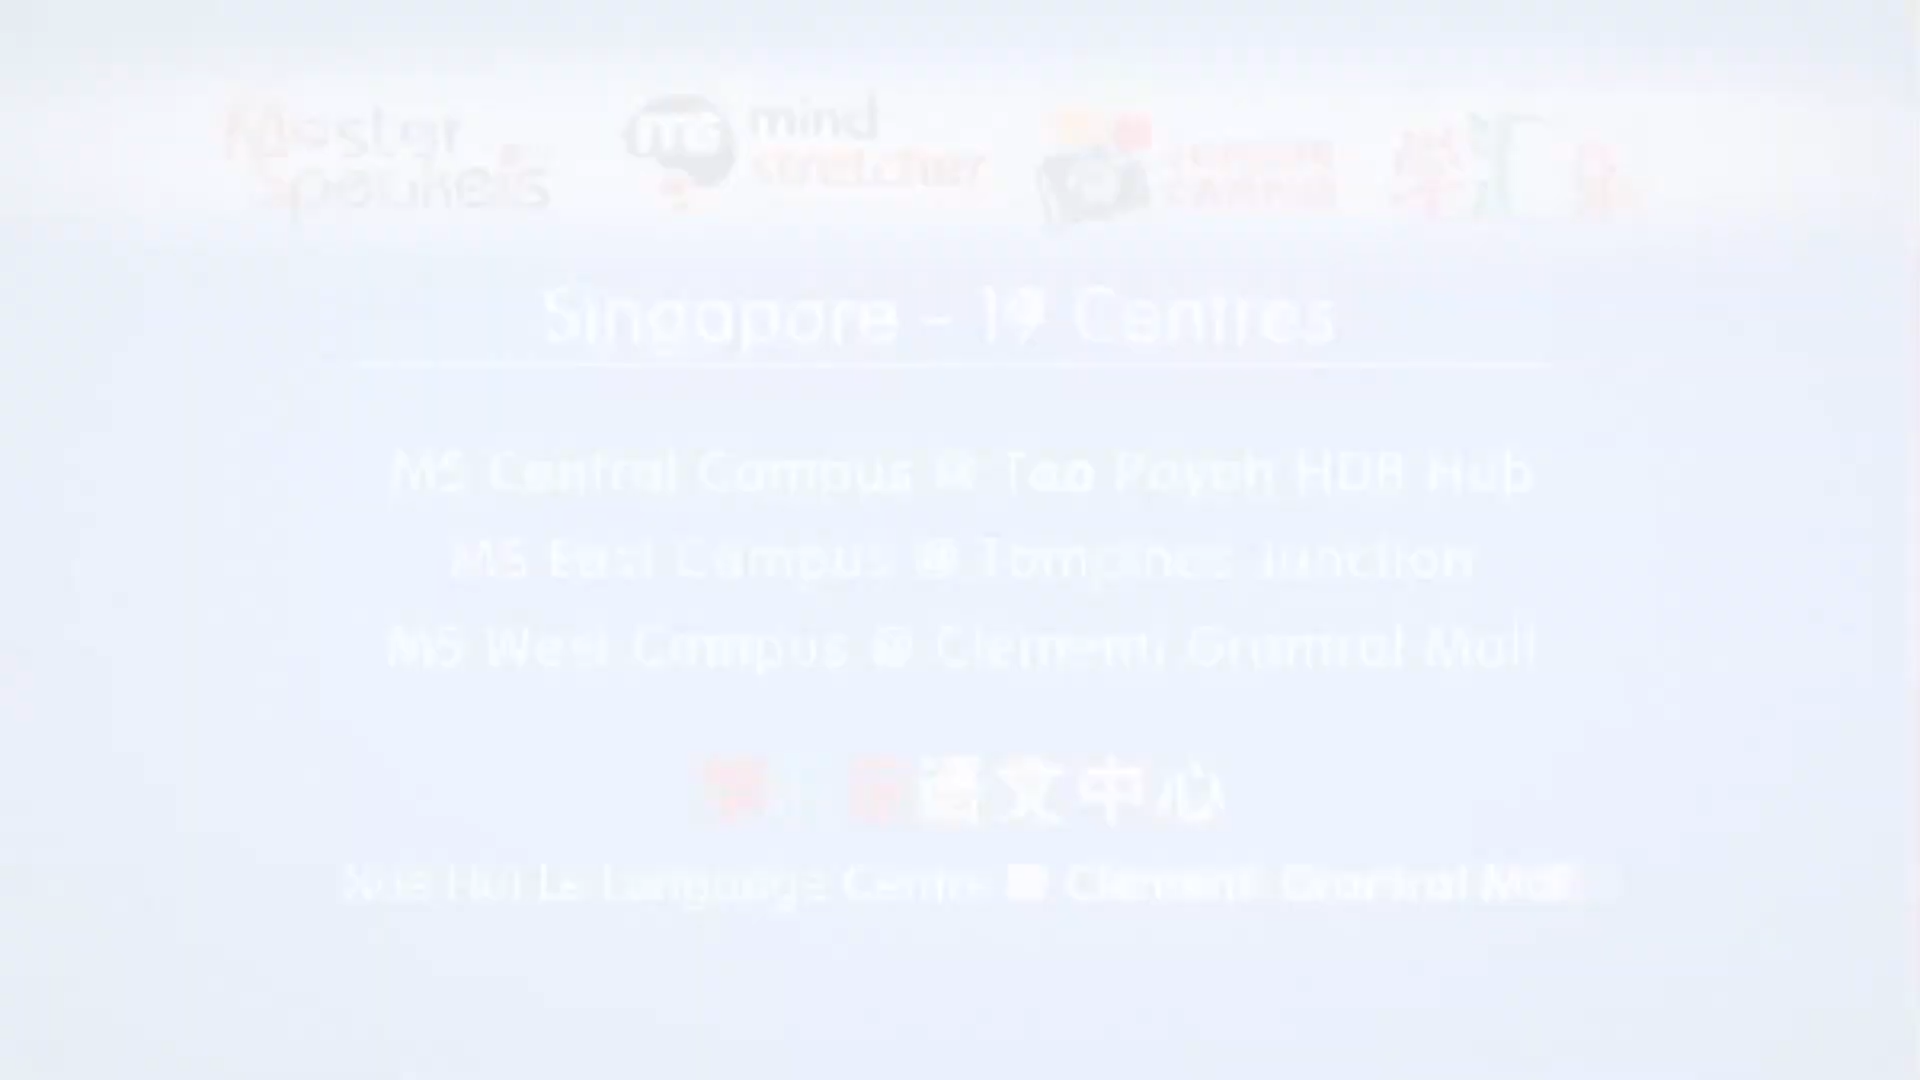 mind
stretcher
Singapore - 19 Centres
MS Central Campus @ Toa Payoh HDB Hub
MS East Campus @ Tampines Junction
MS West Campus @ Clementi Grantral Mall
语文中心
Language Centre @ Clementi Grantral Mall